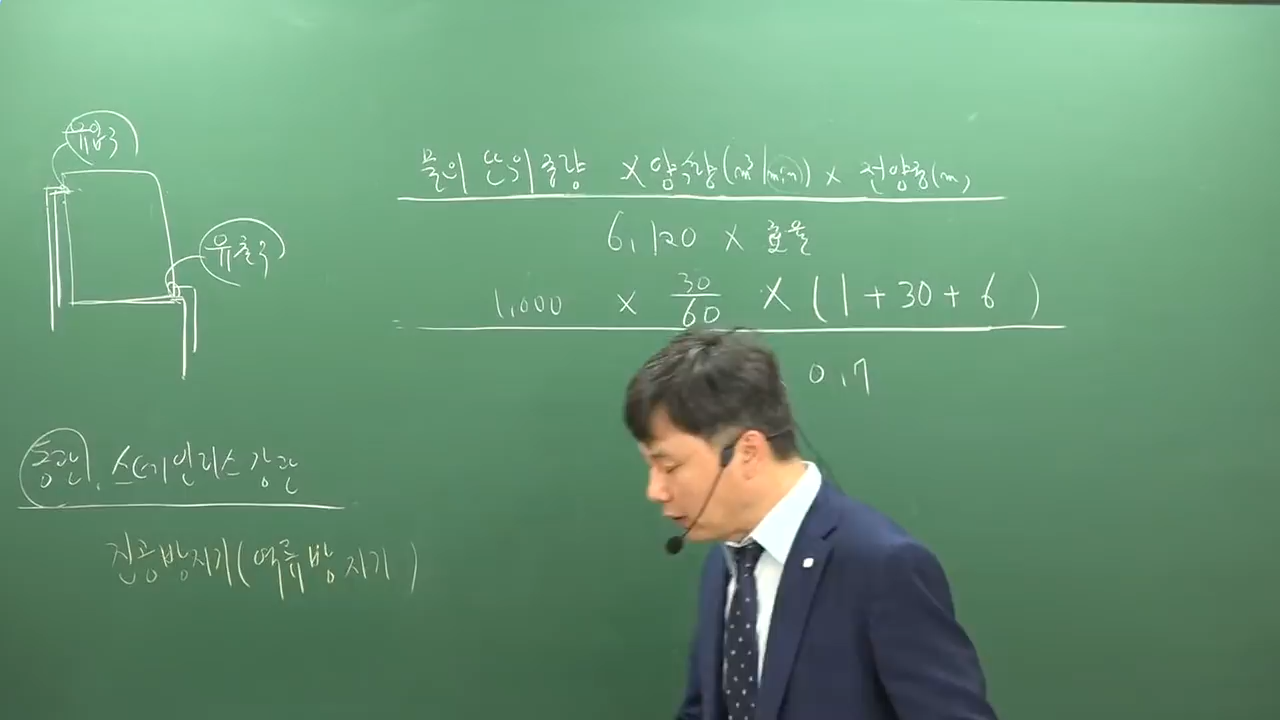 유입구
유출구
동관, 스테인리스 강관
진공방지기(역류방지기)
물의 단위중량 × 양수량(m³/min) × 전양정(m)
6,120 × 효율
= 1,000 × 30/60 × (1+30+6)
0.7